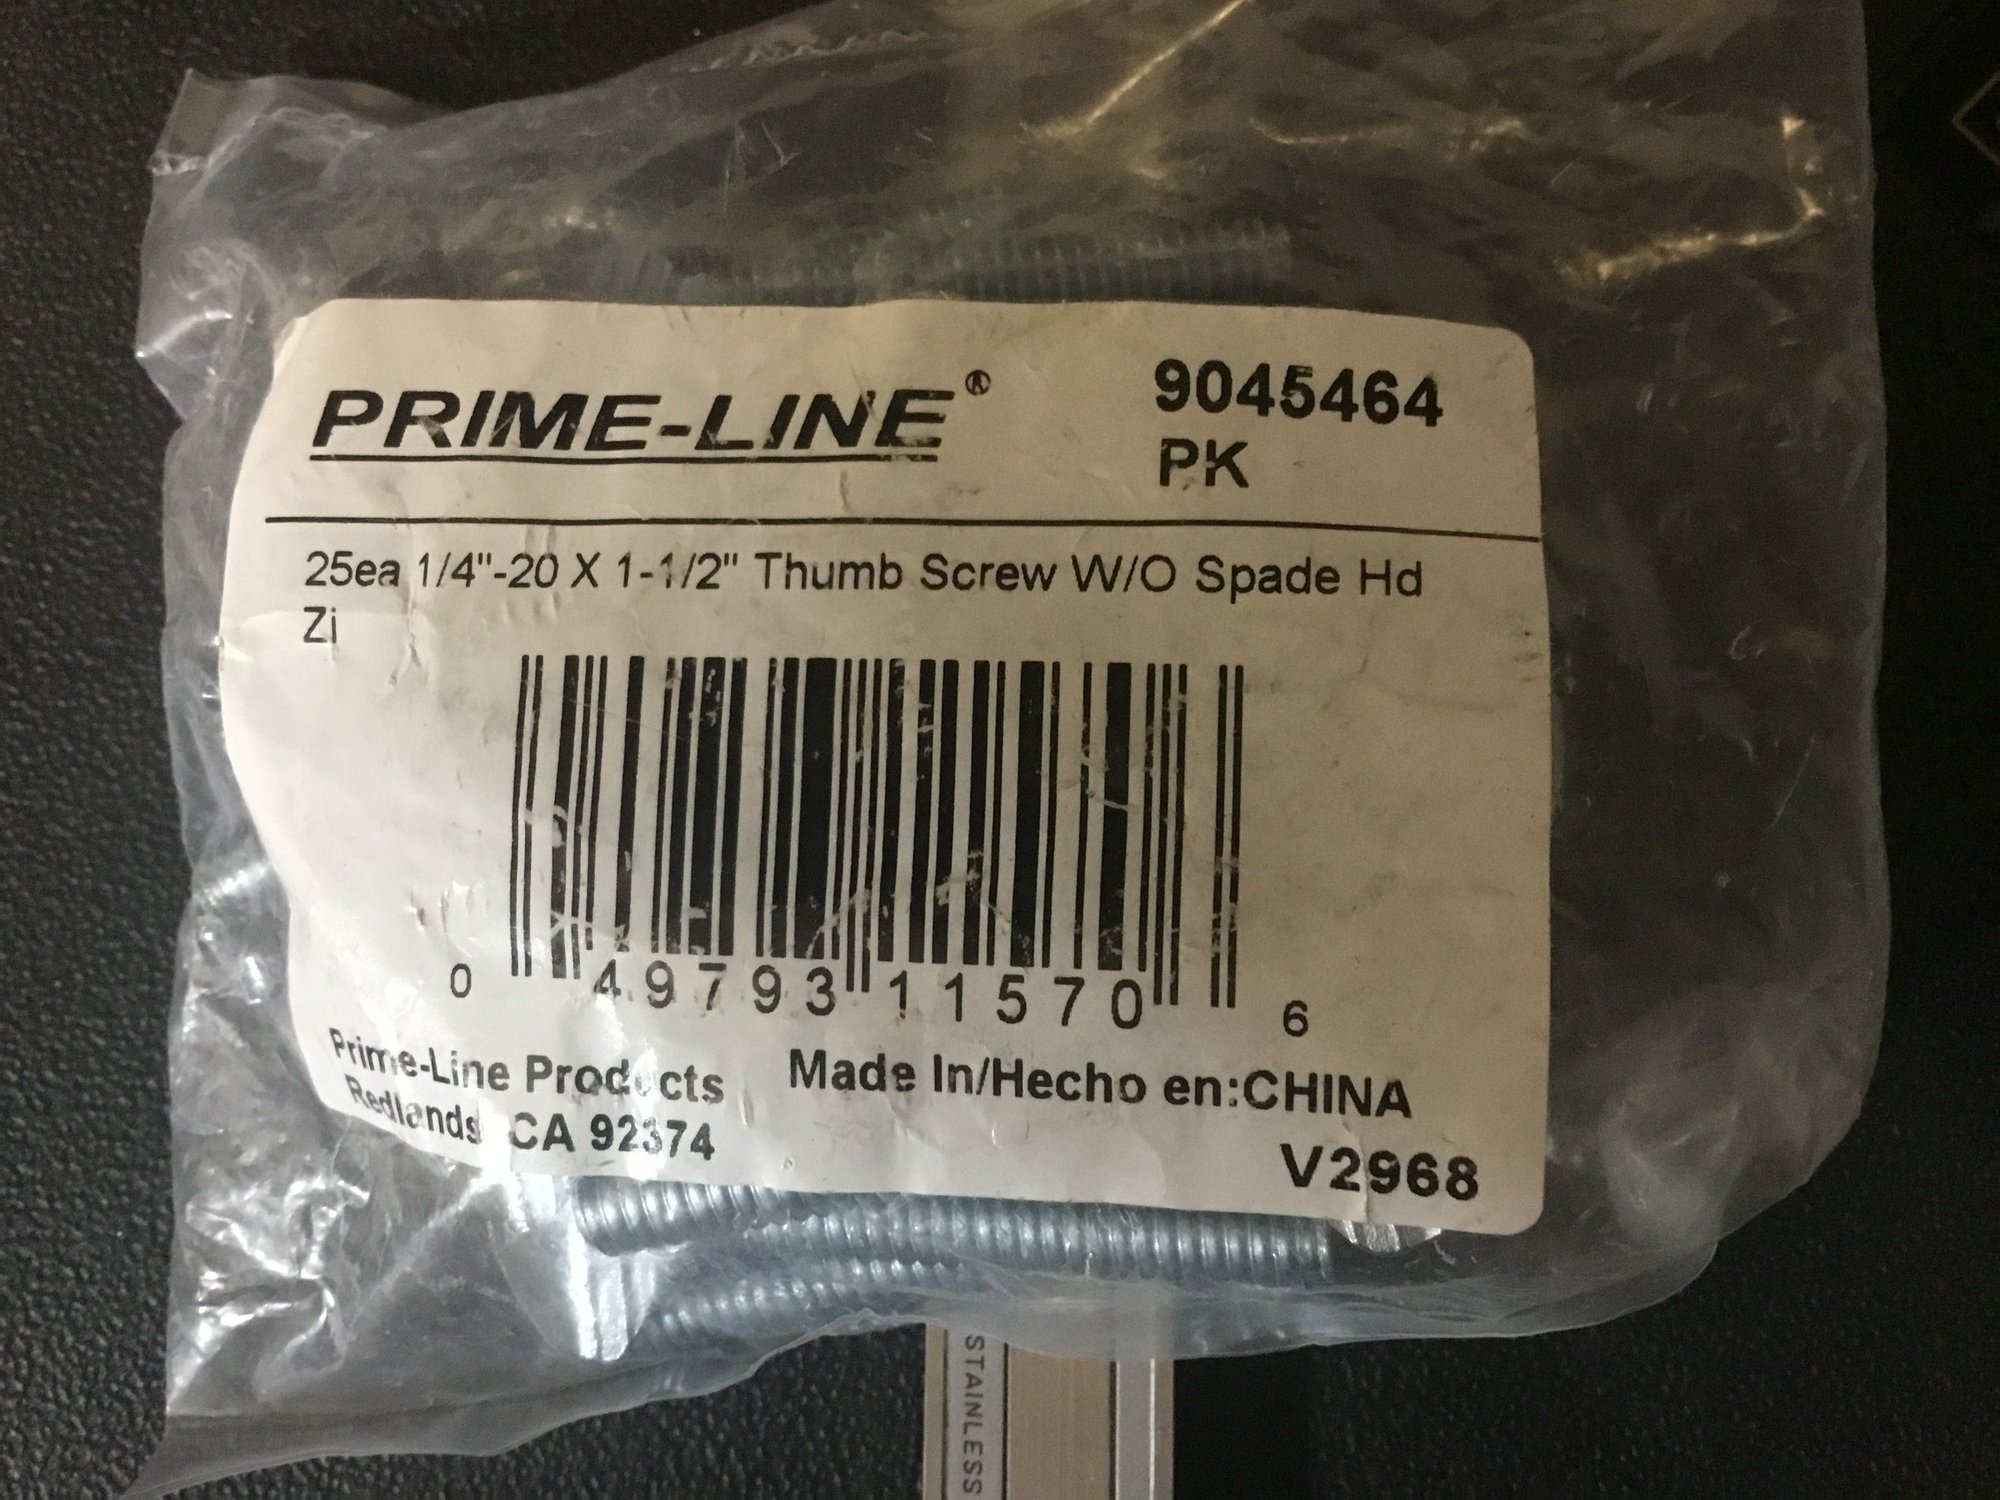 PRIME-LINE®
9045464
PK
25ea 1/4"-20 X 1-1/2" Thumb Screw W/O Spade Hd
Zi
0 49793 11570 6
Prime-Line Products
Redlands CA 92374
Made In/Hecho en:CHINA
V2968
STAINLESS